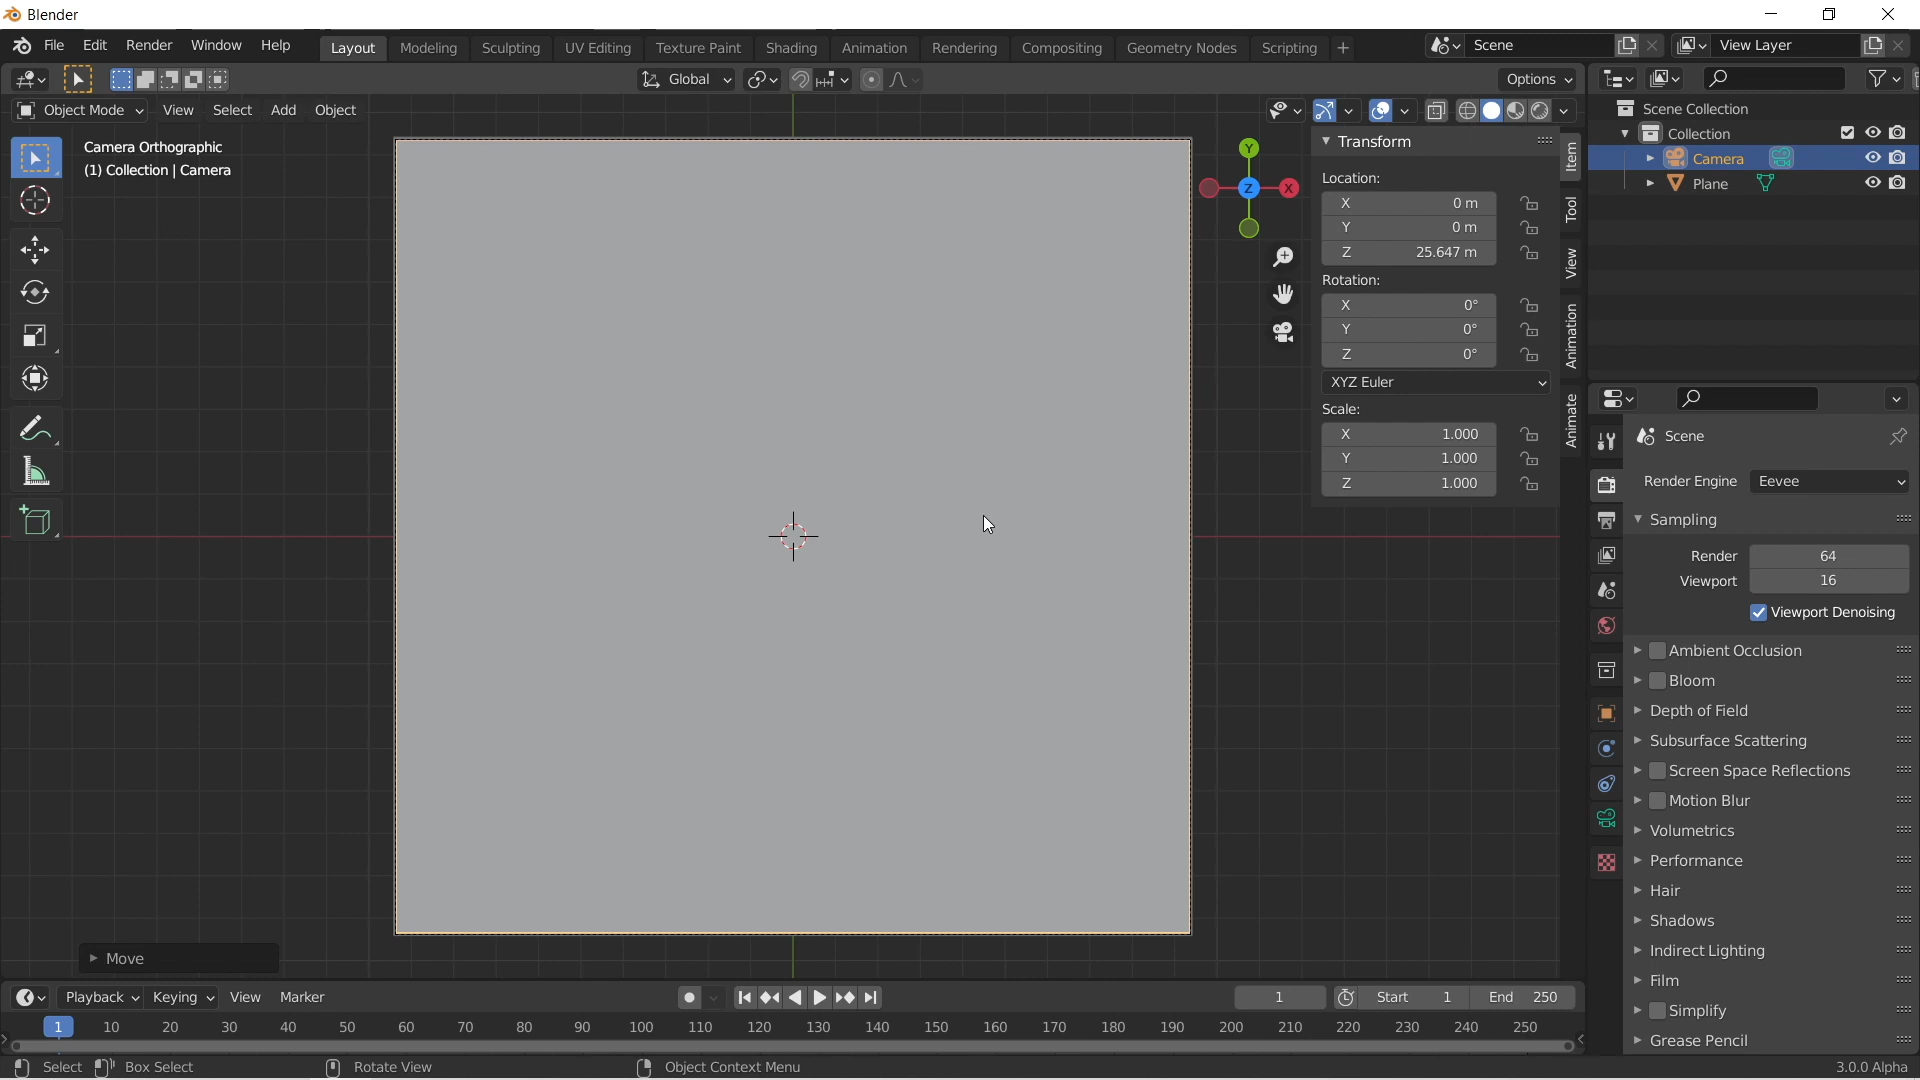 Blender
File Edit Render Window Help Layout Modeling Sculpting UV Editing Texture Paint Shading Animation Rendering Compositing Geometry Nodes Scripting + Scene View Layer
Global Options
Object Mode View Select Add Object
Scene Collection
Collection
Camera
Plane
Camera Orthographic
(1) Collection | Camera
Y
X
Z
Transform
Location:
X 0 m
Y 0 m
Z 25.647 m
Rotation:
X 0°
Y 0°
Z 0°
XYZ Euler
Scale:
X 1.000
Y 1.000
Z 1.000
Item
Tool
View
Animation
Animate
Scene
Render Engine Eevee
Sampling
Render 64
Viewport 16
Viewport Denoising
Ambient Occlusion
Bloom
Depth of Field
Subsurface Scattering
Screen Space Reflections
Motion Blur
Volumetrics
Performance
Hair
Shadows
Indirect Lighting
Film
Simplify
Grease Pencil
Move
Playback Keying View Marker 1 Start 1 End 250
1 10 20 30 40 50 60 70 80 90 100 110 120 130 140 150 160 170 180 190 200 210 220 230 240 250
Select Box Select Rotate View Object Context Menu 3.0.0 Alpha